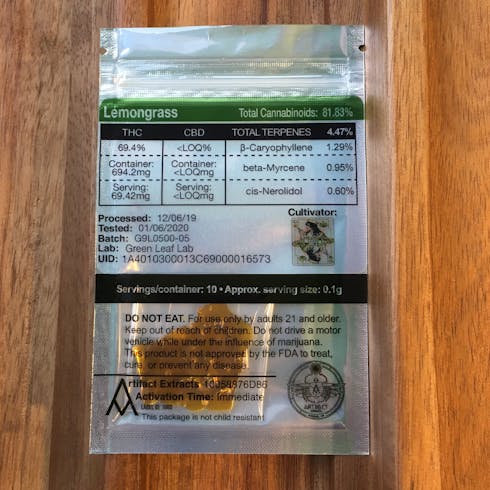 Lemongrass Total Cannabinoids: 81.83%
THC CBD TOTAL TERPENES 4.47%
69.4% <LOQ% β-Caryophyllene 1.29%
Container: Container: beta-Myrcene 0.95%
694.2mg <LOQmg
Serving: Serving: cis-Nerolidol 0.60%
69.42mg <LOQmg
Cultivator:
Processed: 12/06/19
Tested: 01/06/2020
Batch: G9L0500-05
Lab: Green Leaf Lab
UID: 1A4010300013C69000016573
Servings/container: 10 • Approx. serving size: 0.1g
DO NOT EAT. For use only by adults 21 and older.
Keep out of reach of children. Do not drive a motor
vehicle while under the influence of marijuana.
This product is not approved by the FDA to treat,
cure, or prevent any disease.
Artifact Extracts
Activation Time: Immediate
This package is not child resistant